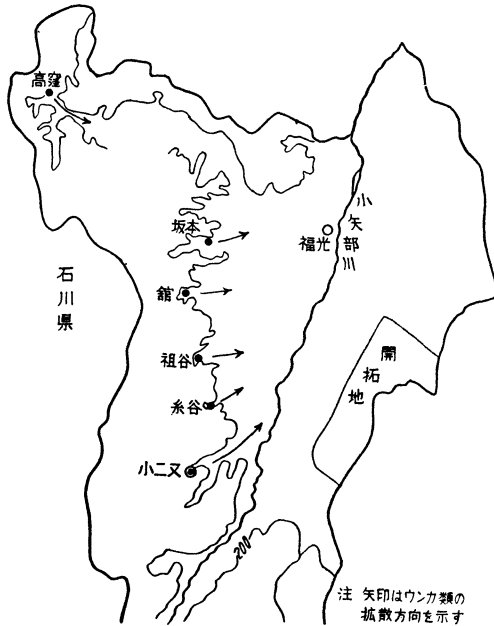 高窪
坂本
福光
小矢部川
石川県
舘
祖谷
糸谷
開拓地
小二又
200
注 矢印はウンカ類の
拡散方向を示す